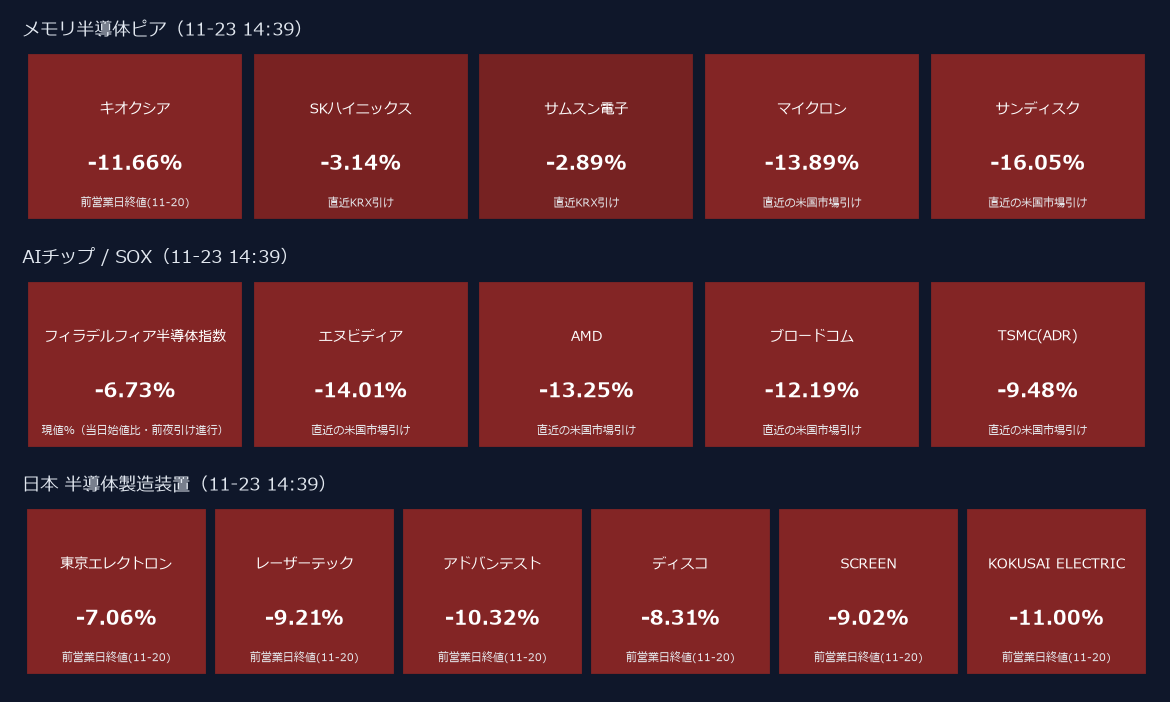 メモリ半導体ピア（11-23 14:39）
キオクシア
-11.66%
前営業日終値(11-20)
SKハイニックス
-3.14%
直近KRX引け
サムスン電子
-2.89%
直近KRX引け
マイクロン
-13.89%
直近の米国市場引け
サンディスク
-16.05%
直近の米国市場引け
AIチップ / SOX（11-23 14:39）
フィラデルフィア半導体指数
-6.73%
現値%（当日始値比・前夜引け進行）
エヌビディア
-14.01%
直近の米国市場引け
AMD
-13.25%
直近の米国市場引け
ブロードコム
-12.19%
直近の米国市場引け
TSMC(ADR)
-9.48%
直近の米国市場引け
日本 半導体製造装置（11-23 14:39）
東京エレクトロン
-7.06%
前営業日終値(11-20)
レーザーテック
-9.21%
前営業日終値(11-20)
アドバンテスト
-10.32%
前営業日終値(11-20)
ディスコ
-8.31%
前営業日終値(11-20)
SCREEN
-9.02%
前営業日終値(11-20)
KOKUSAI ELECTRIC
-11.00%
前営業日終値(11-20)